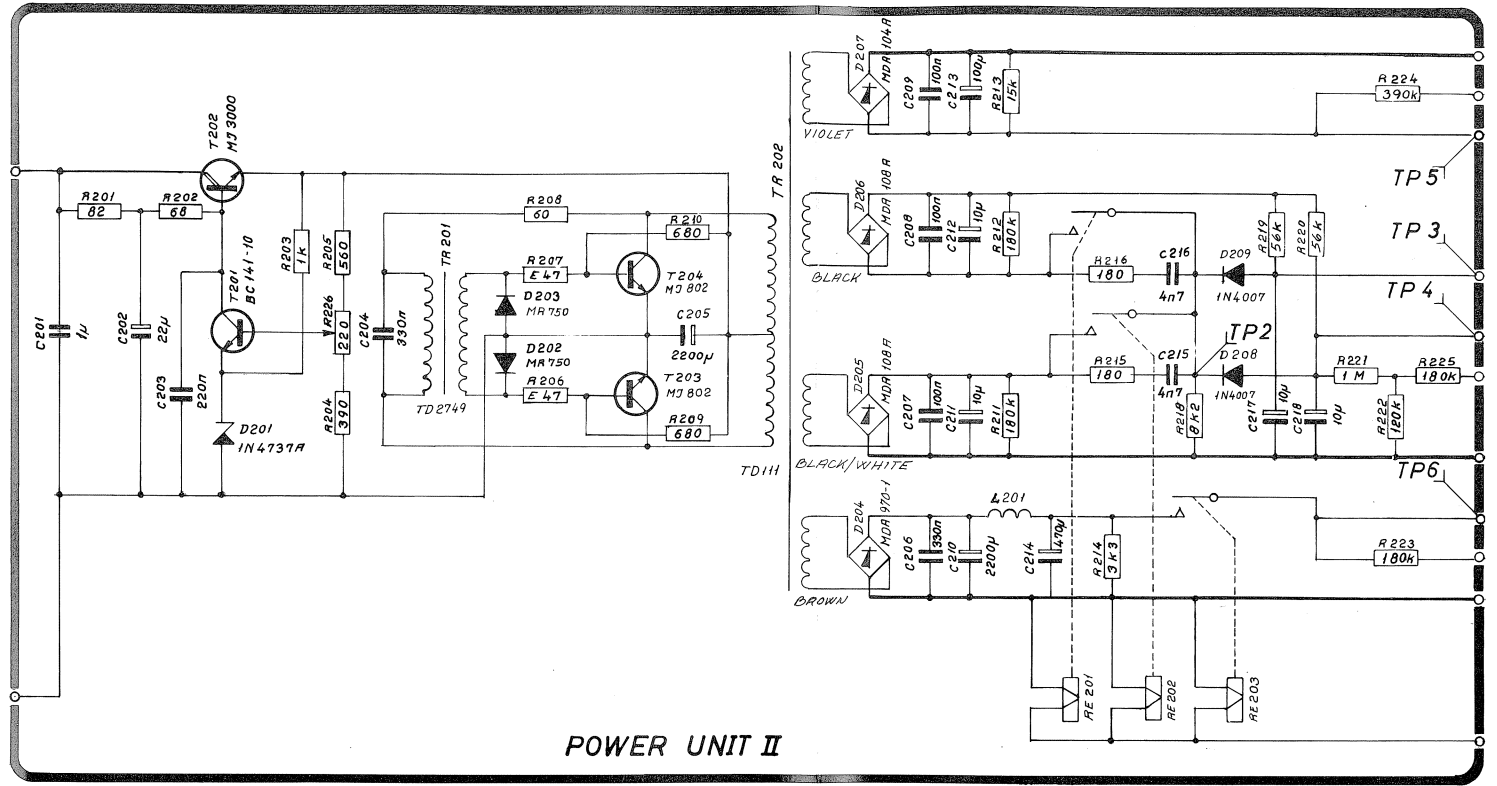 T202
MJ3000
R201
82
R202
68
R203
1k
R205
560
T201
BC141-10
R226
220
C201
1µ
C202
22µ
C203
220n
R204
390
D201
1N4737A
C204
330n
TR201
TD2749
R208
60
R210
680
R207
E47
D203
MR750
T204
MJ802
C205
2200µ
D202
MR750
R206
E47
T203
MJ802
R209
680
TR202
TD111
VIOLET
D207
MDA104A
C209
100n
C213
100µ
R213
15k
R224
390k
TP5
BLACK
D206
MDA108A
C208
100n
C212
10µ
R212
180k
R216
180
C216
4n7
D209
1N4007
R219
56k
R220
56k
TP3
TP4
BLACK/WHITE
D205
MDA108A
C207
100n
C211
10µ
R211
180k
R215
180
C215
4n7
TP2
D208
1N4007
R218
8k2
C217
10µ
C218
10µ
R221
1M
R225
180k
R222
120k
TP6
BROWN
D204
MDA970-1
C206
330n
C210
2200µ
L201
C214
470µ
R214
3k3
R223
180k
RE201
RE202
RE203
POWER UNIT II